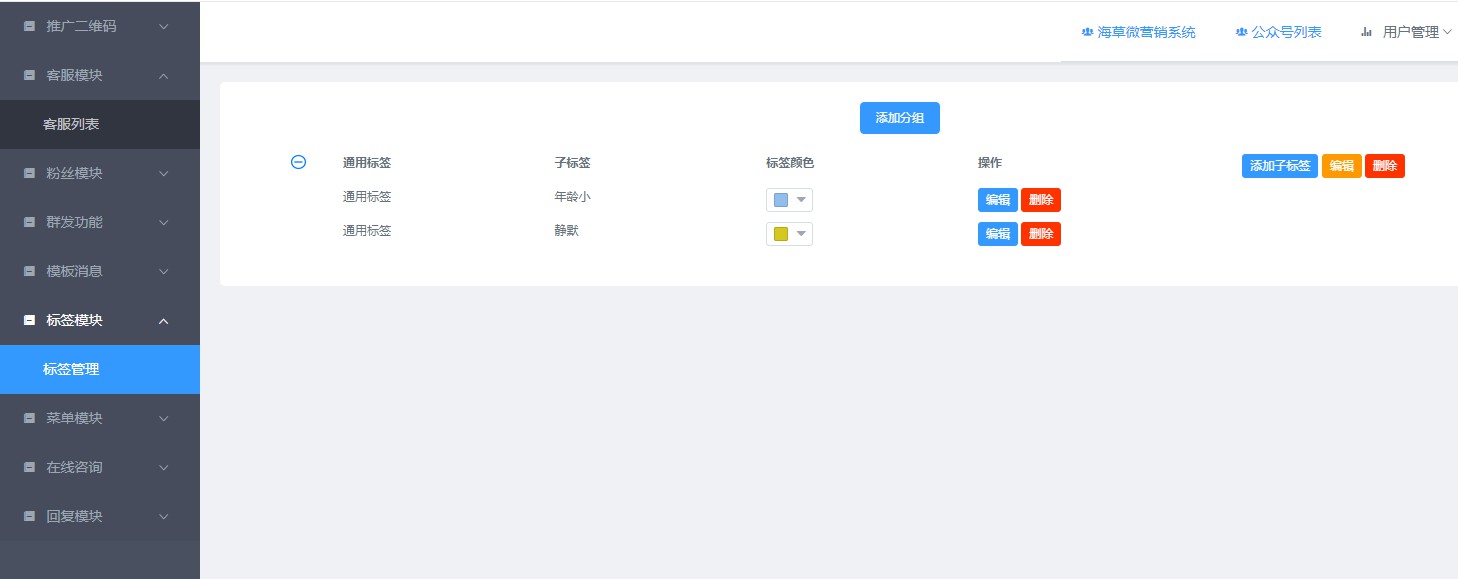 推广二维码
客服模块
客服列表
粉丝模块
群发功能
模板消息
标签模块
标签管理
菜单模块
在线咨询
回复模块
海草微营销系统 公众号列表 用户管理
添加分组
通用标签 子标签 标签颜色 操作 添加子标签 编辑 删除
通用标签 年龄小 编辑 删除
通用标签 静默 编辑 删除